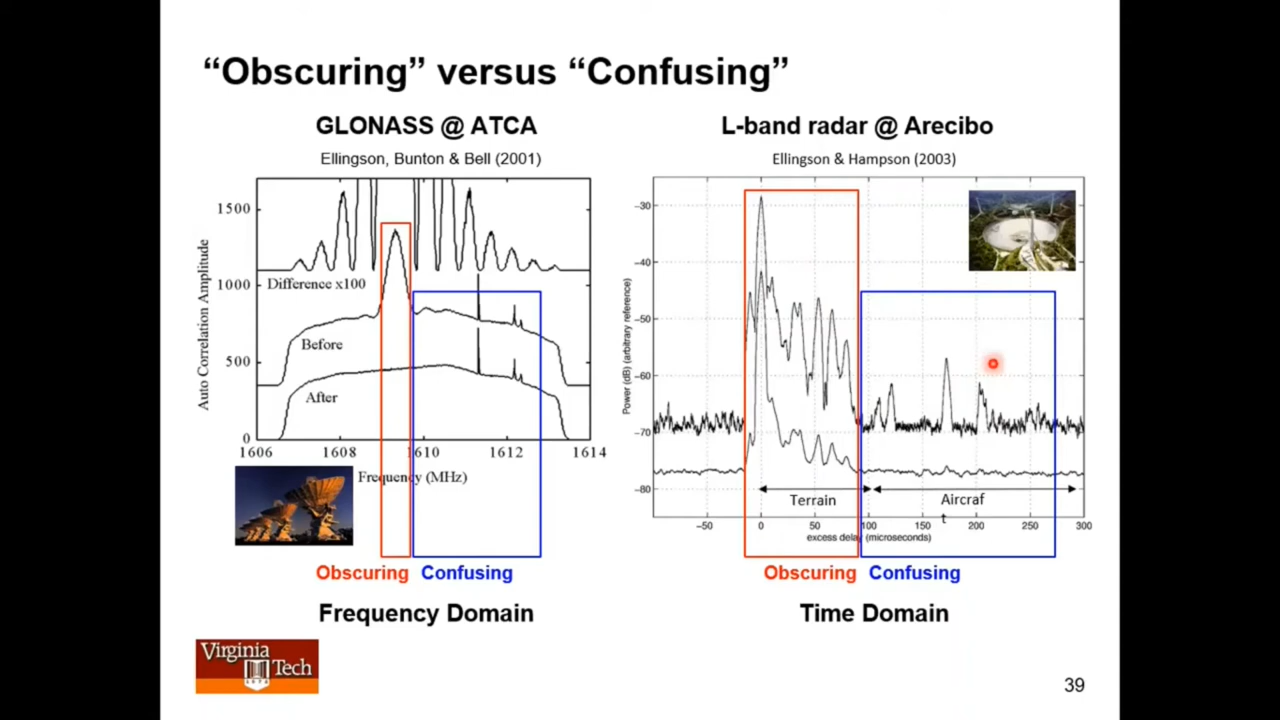 “Obscuring” versus “Confusing”
GLONASS @ ATCA
Ellingson, Bunton & Bell (2001)
1500
1000
500
0
Auto Correlation Amplitude
Difference x100
Before
After
1606 1608 1610 1612 1614
Frequency (MHz)
Obscuring Confusing
Frequency Domain
L-band radar @ Arecibo
Ellingson & Hampson (2003)
−30
−40
−50
−60
−70
−80
Power (dB) (arbitrary reference)
Terrain
Aircraf
t
−50 0 50 100 150 200 250 300
excess delay (microseconds)
Obscuring Confusing
Time Domain
Virginia
Tech
1872
39